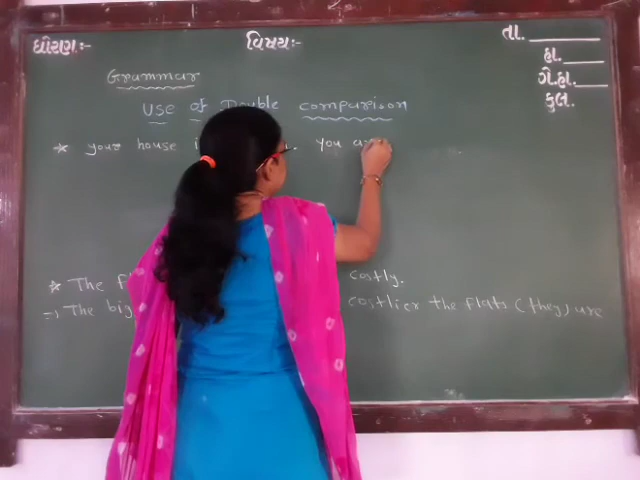 ધોરણ:-
વિષય:-
તા.
હા.
ગે.હા.
કુલ.
Grammar
Use of Double comparison
* your house . You are
* The costly.
=> The big costlier the flats (they) are